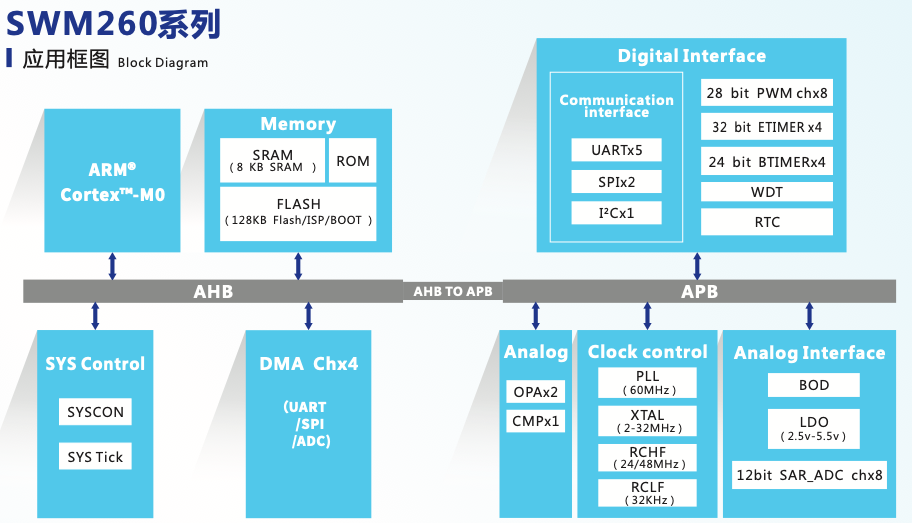 SWM260系列
应用框图 Block Diagram
ARM®
Cortex™-M0
Memory
SRAM
( 8 KB SRAM )
ROM
FLASH
(128KB Flash/ISP/BOOT )
Digital Interface
Communication
interface
UARTx5
SPIx2
I²Cx1
28 bit PWM chx8
32 bit ETIMER x4
24 bit BTIMERx4
WDT
RTC
AHB
AHB TO APB
APB
SYS Control
SYSCON
SYS Tick
DMA Chx4
(UART
/SPI
/ADC)
Analog
OPAx2
CMPx1
Clock control
PLL
(60MHz)
XTAL
( 2-32MHz)
RCHF
(24/48MHz)
RCLF
(32KHz)
Analog Interface
BOD
LDO
(2.5v-5.5v)
12bit SAR_ADC chx8